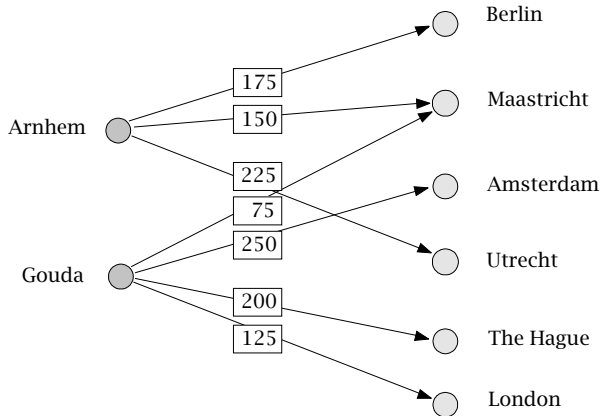 Berlin
175
Maastricht
150
Arnhem
225
Amsterdam
75
250
Utrecht
Gouda
200
125
The Hague
London